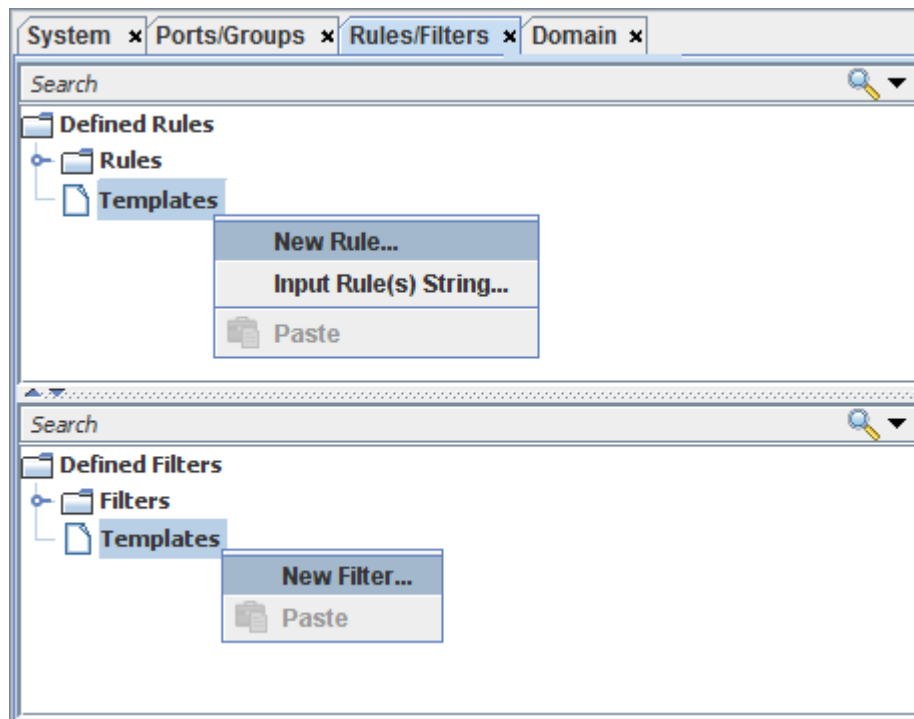 System × Ports/Groups × Rules/Filters × Domain ×
Search
Defined Rules
Rules
Templates
New Rule...
Input Rule(s) String...
Paste
Search
Defined Filters
Filters
Templates
New Filter...
Paste